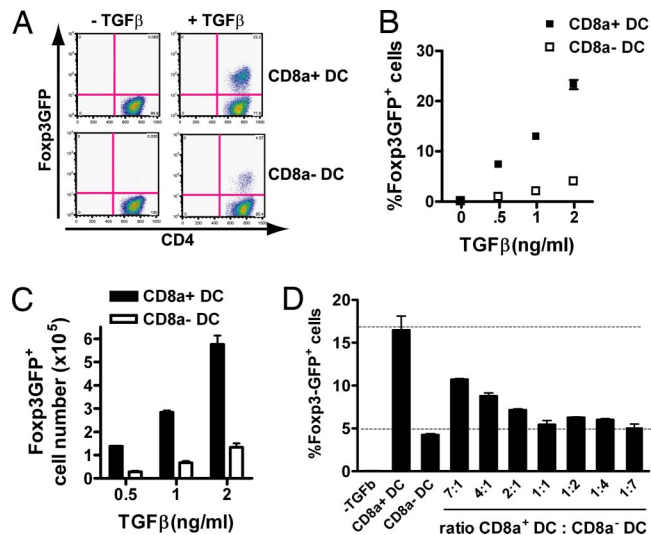 A
- TGFβ
+ TGFβ
CD8a+ DC
CD8a- DC
Foxp3GFP
CD4
B
CD8a+ DC
CD8a- DC
%Foxp3GFP+ cells
30
20
10
0
0 .5 1 2
TGFβ(ng/ml)
C
CD8a+ DC
CD8a- DC
Foxp3GFP+
cell number (x10⁵)
6
5
4
3
2
1
0
0.5 1 2
TGFβ(ng/ml)
D
%Foxp3-GFP+ cells
20
15
10
5
0
-TGFb CD8a+ DC CD8a- DC 7:1 4:1 2:1 1:1 1:2 1:4 1:7
ratio CD8a+ DC : CD8a- DC